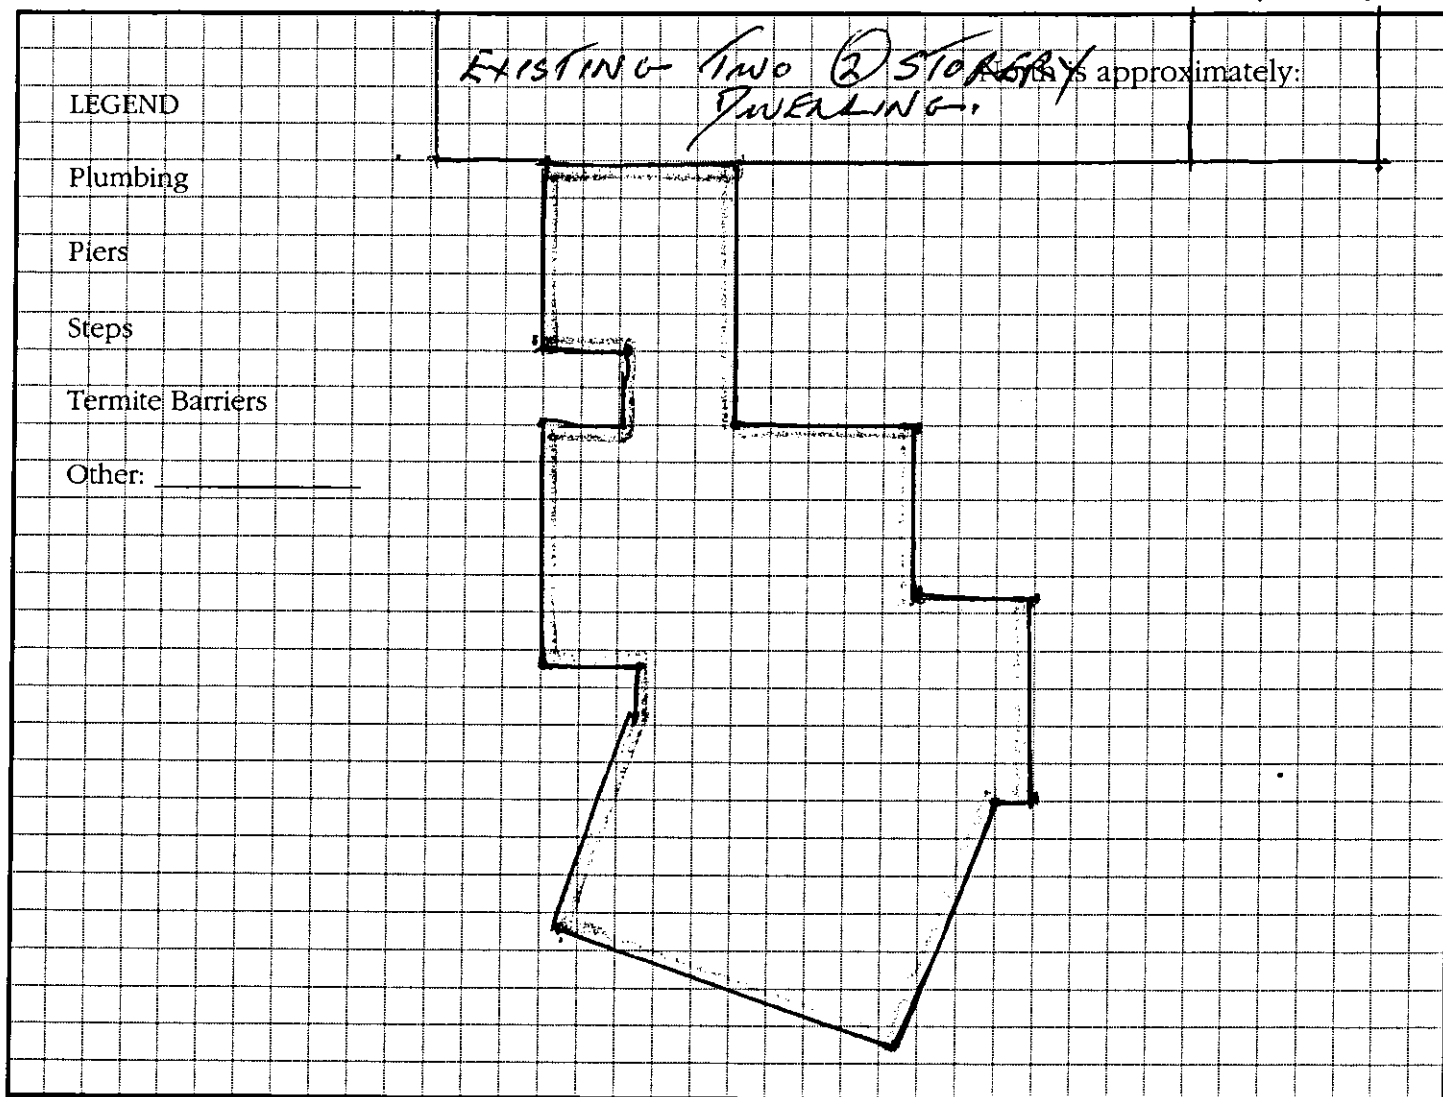 EXISTING TWO (2) STOREY
DWELLING.
North is approximately:
LEGEND
Plumbing
Piers
Steps
Termite Barriers
Other: